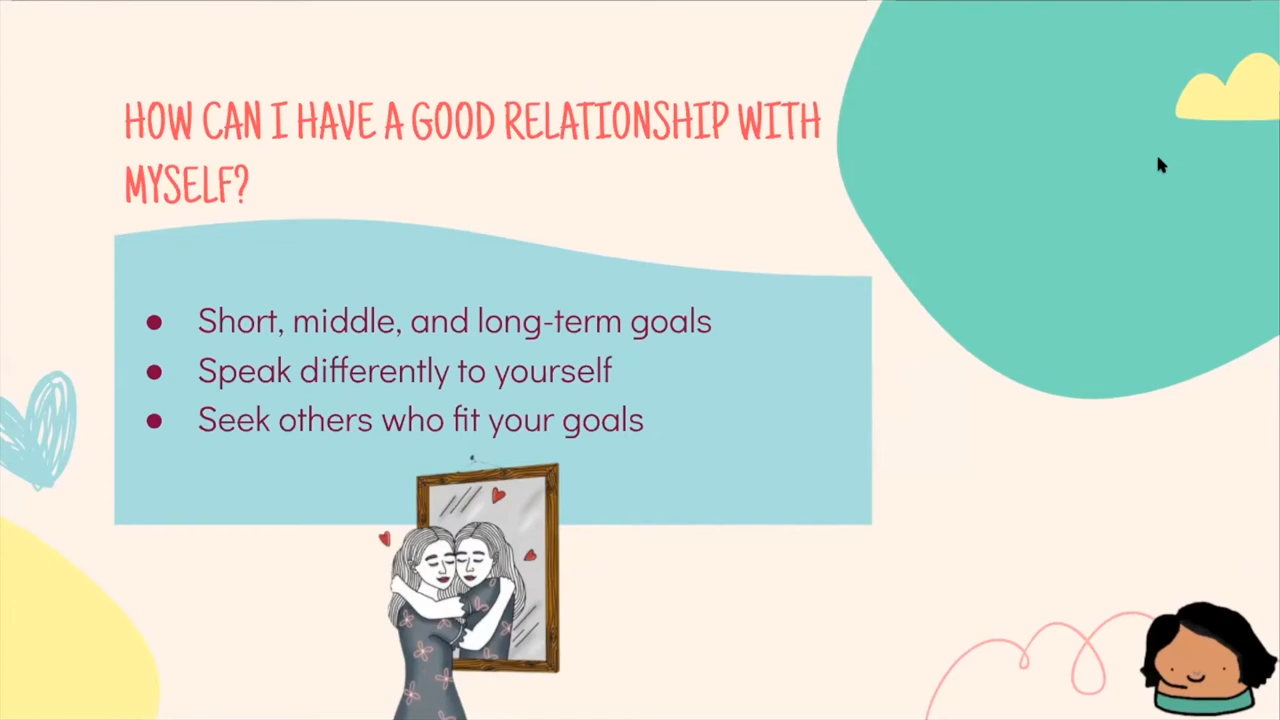 HOW CAN I HAVE A GOOD RELATIONSHIP WITH
MYSELF?
● Short, middle, and long-term goals
● Speak differently to yourself
● Seek others who fit your goals